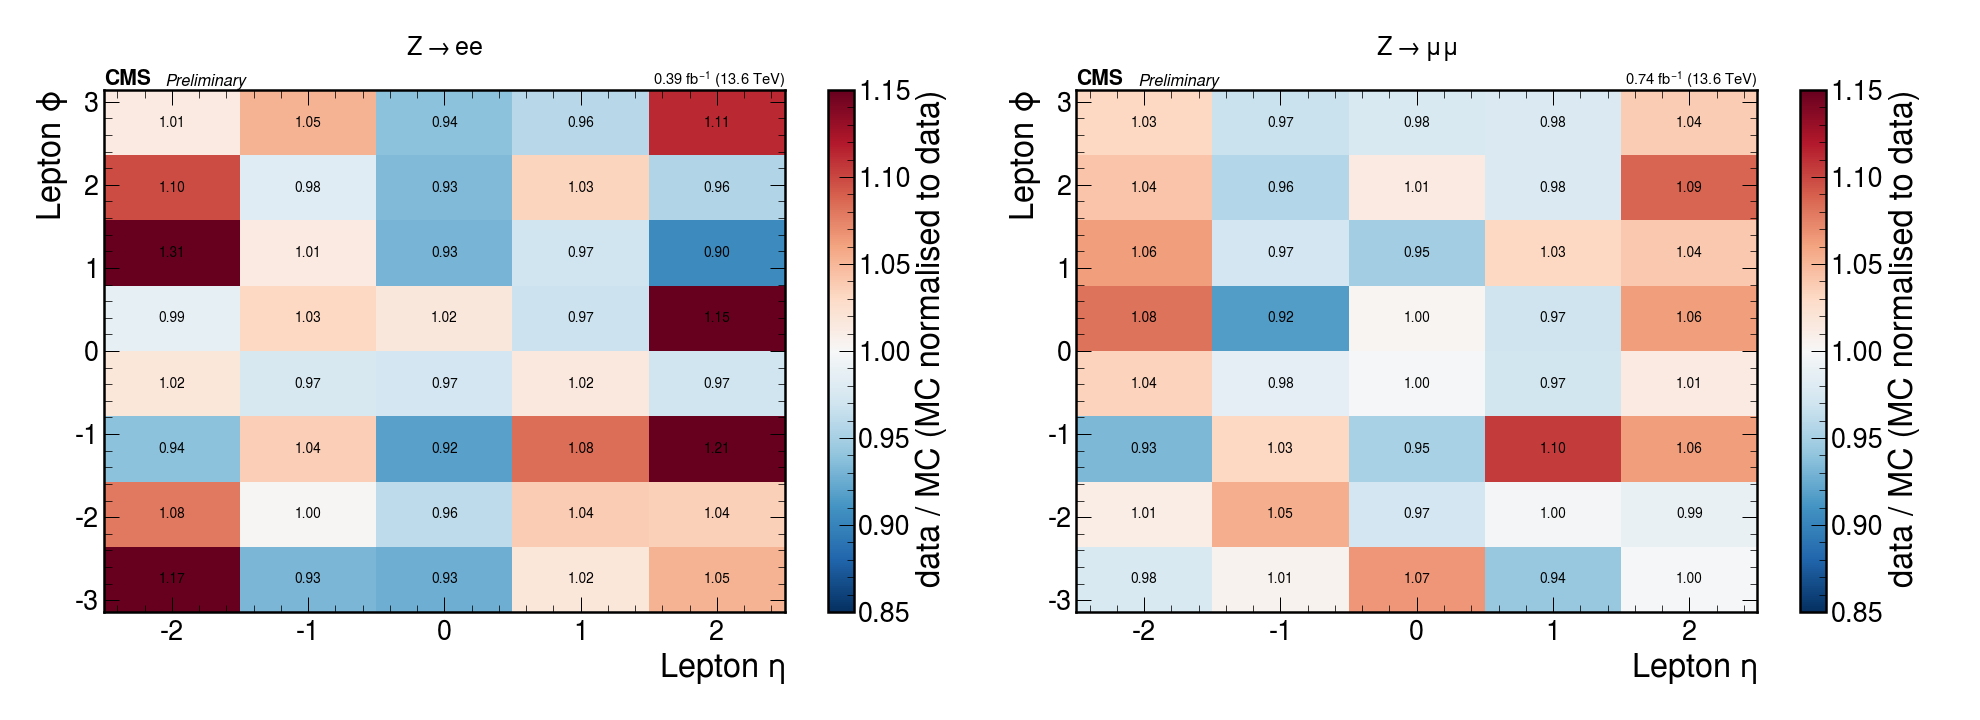 Z → ee
CMS Preliminary 0.39 fb⁻¹ (13.6 TeV)
Lepton ϕ
3
2
1
0
-1
-2
-3
1.01 1.05 0.94 0.96 1.11
1.10 0.98 0.93 1.03 0.96
1.31 1.01 0.93 0.97 0.90
0.99 1.03 1.02 0.97 1.15
1.02 0.97 0.97 1.02 0.97
0.94 1.04 0.92 1.08 1.21
1.08 1.00 0.96 1.04 1.04
1.17 0.93 0.93 1.02 1.05
-2 -1 0 1 2
Lepton η
1.15
1.10
1.05
1.00
0.95
0.90
0.85
data / MC (MC normalised to data)
Z → μμ
CMS Preliminary 0.74 fb⁻¹ (13.6 TeV)
Lepton ϕ
3
2
1
0
-1
-2
-3
1.03 0.97 0.98 0.98 1.04
1.04 0.96 1.01 0.98 1.09
1.06 0.97 0.95 1.03 1.04
1.08 0.92 1.00 0.97 1.06
1.04 0.98 1.00 0.97 1.01
0.93 1.03 0.95 1.10 1.06
1.01 1.05 0.97 1.00 0.99
0.98 1.01 1.07 0.94 1.00
-2 -1 0 1 2
Lepton η
1.15
1.10
1.05
1.00
0.95
0.90
0.85
data / MC (MC normalised to data)